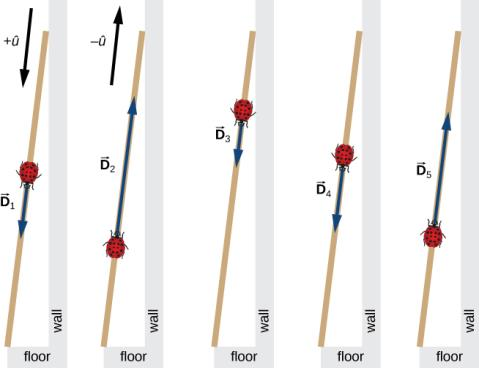 +û
−û
D⃗₁
D⃗₂
D⃗₃
D⃗₄
D⃗₅
wall
wall
wall
wall
wall
floor
floor
floor
floor
floor